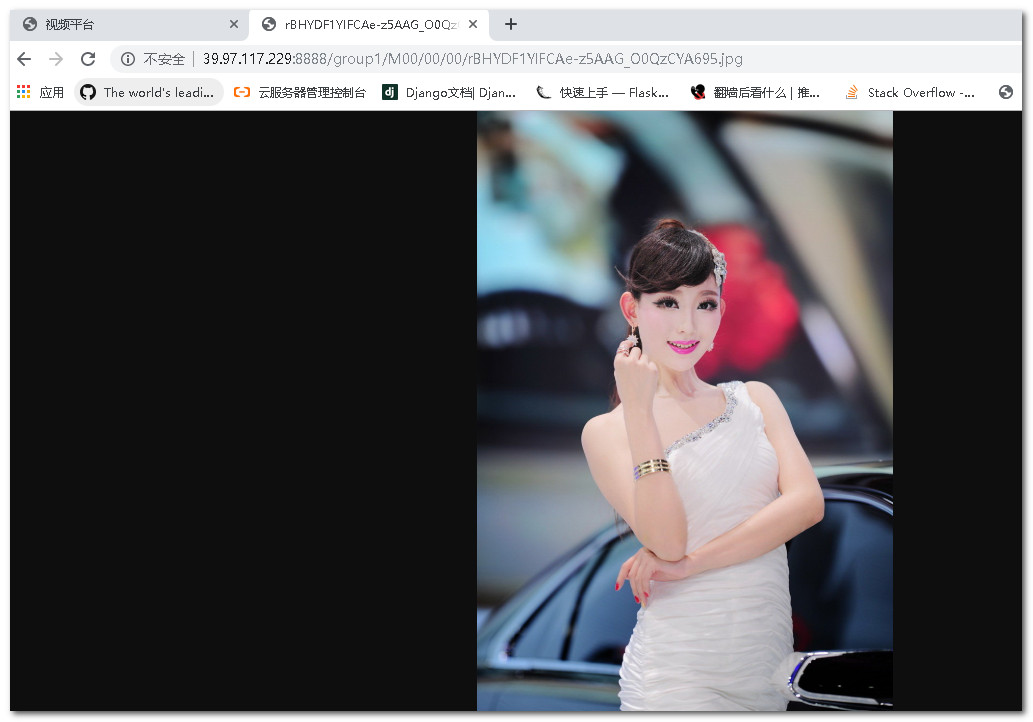 视频平台
rBHYDF1YIFCAe-z5AAG_O0Qz
不安全 39.97.117.229:8888/group1/M00/00/00/rBHYDF1YIFCAe-z5AAG_O0QzCYA695.jpg
应用 The world's leadi... 云服务器管理控制台 dj Django文档| Djan... 快速上手 — Flask... 翻墙后看什么 | 推... Stack Overflow -...